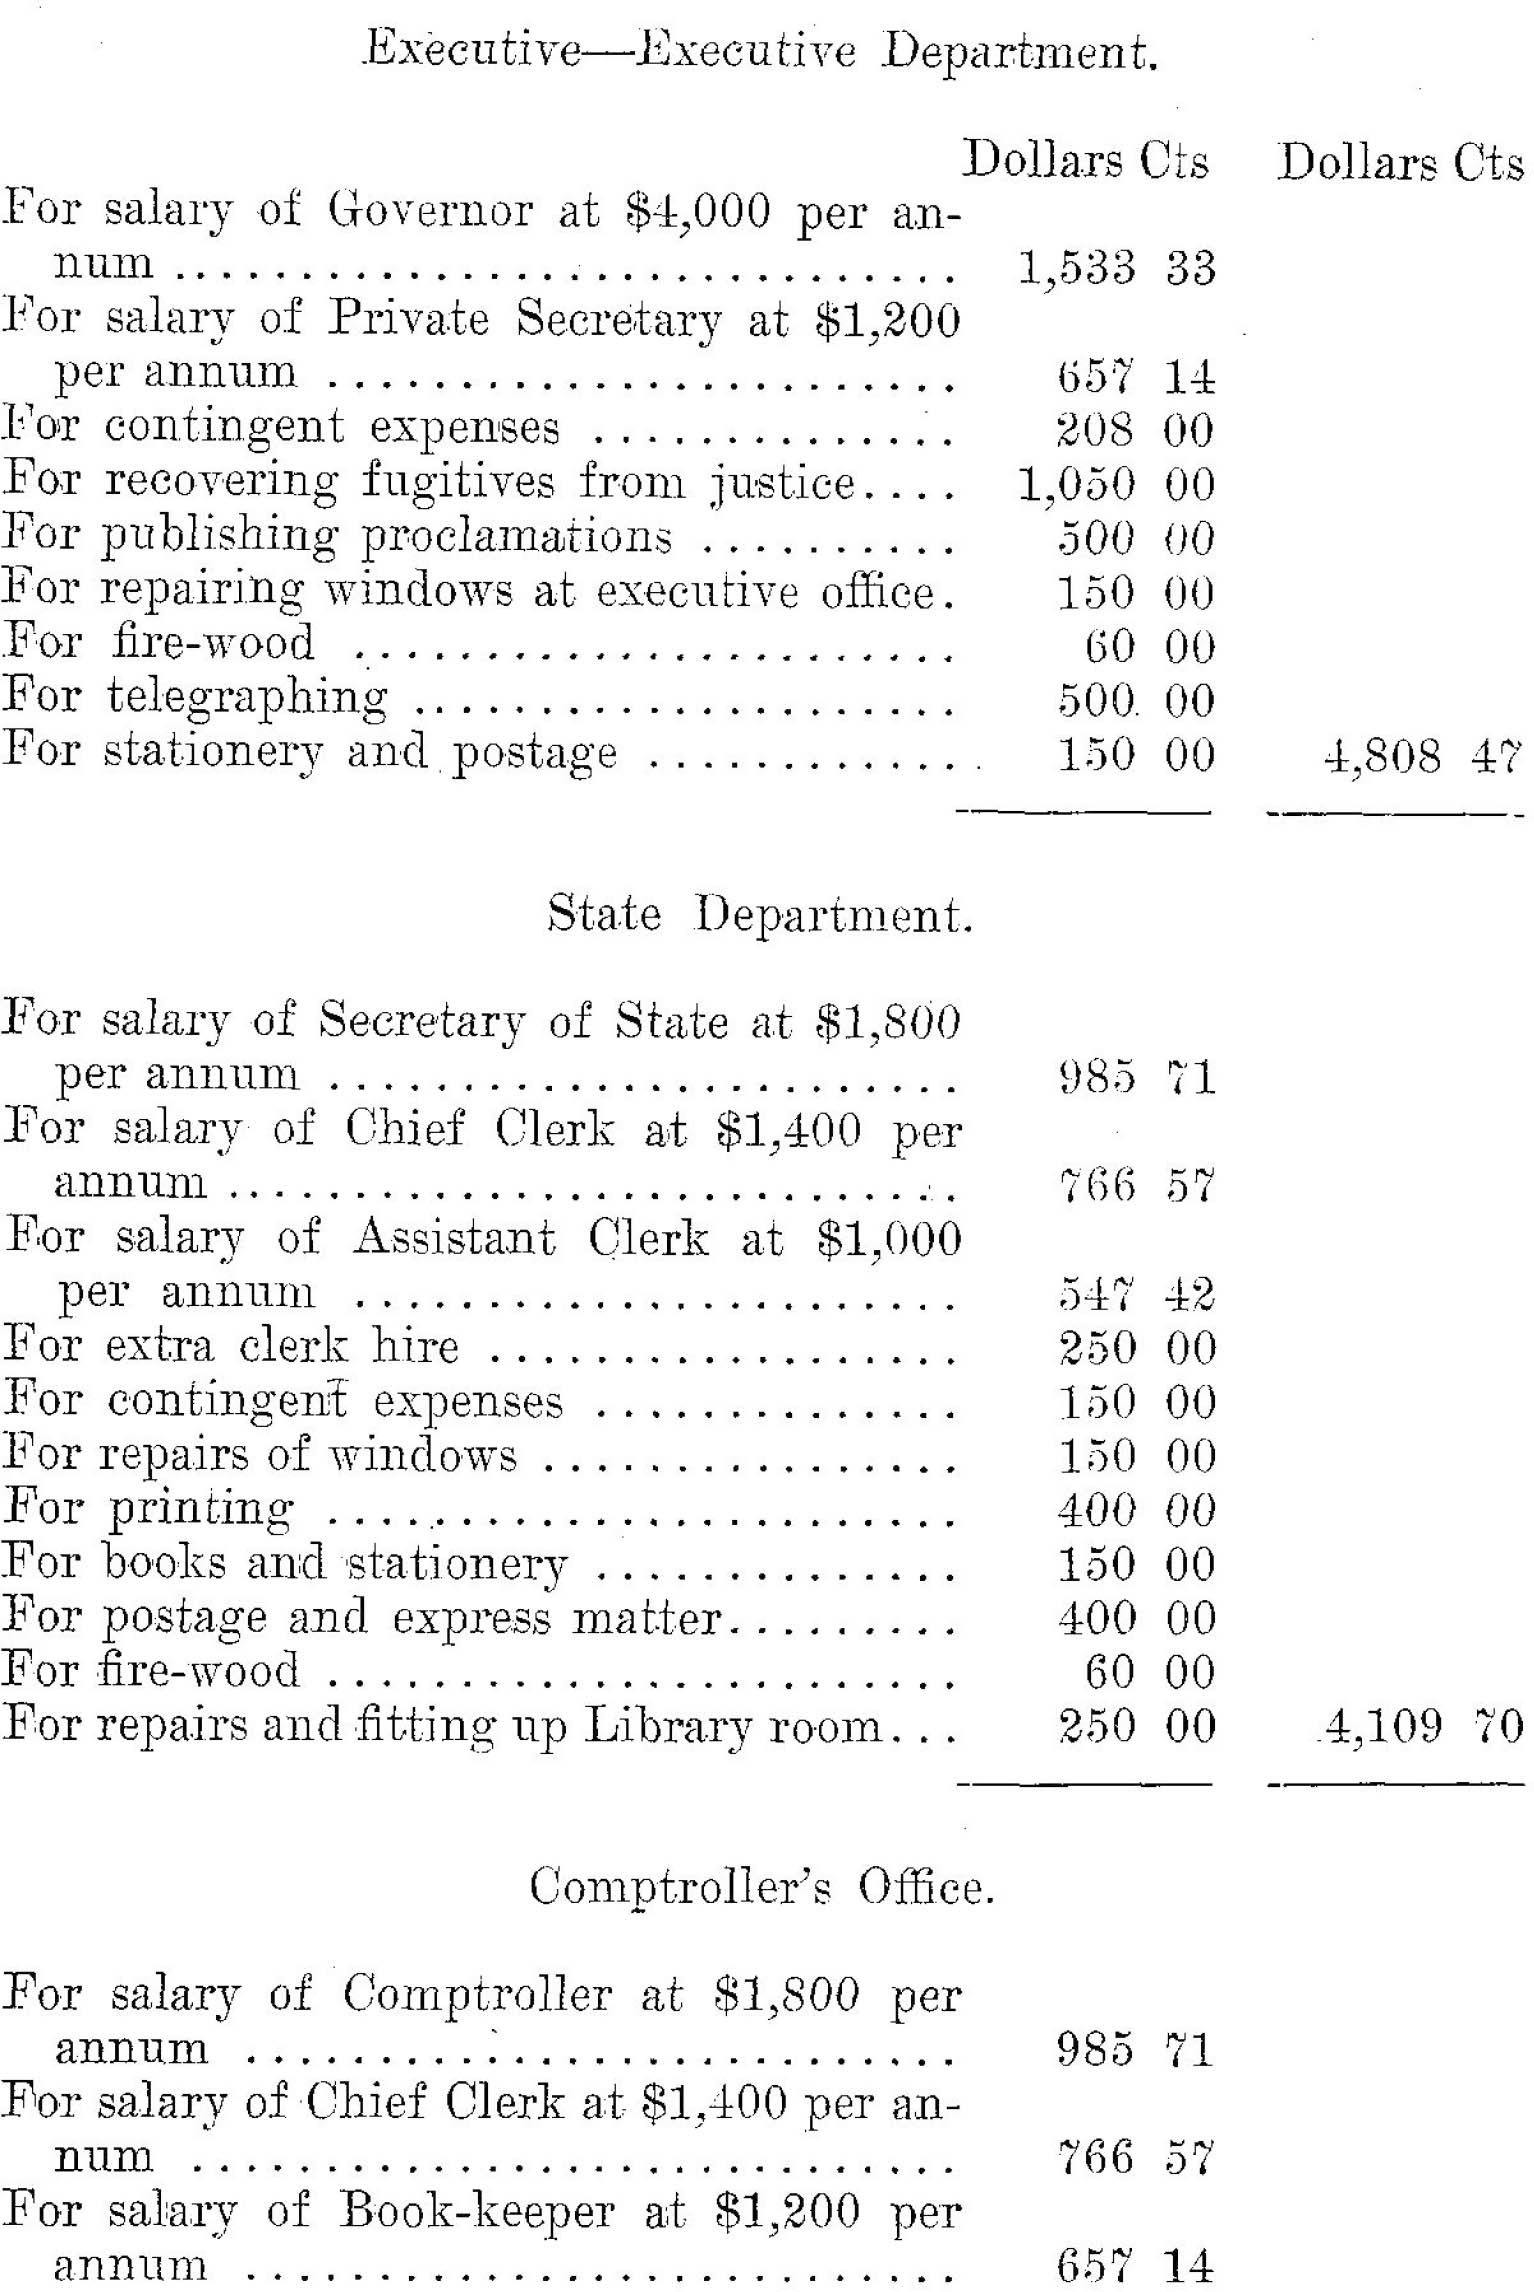 Executive—Executive Department.
Dollars Cts Dollars Cts
For salary of Governor at $4,000 per an-
num .............................. 1,533 33
For salary of Private Secretary at $1,200
per annum ........................ 657 14
For contingent expenses .............. 208 00
For recovering fugitives from justice.... 1,050 00
For publishing proclamations .......... 500 00
For repairing windows at executive office. 150 00
For fire-wood ....................... 60 00
For telegraphing ..................... 500 00
For stationery and postage ............. 150 00 4,808 47
State Department.
For salary of Secretary of State at $1,800
per annum ........................ 985 71
For salary of Chief Clerk at $1,400 per
annum ............................ 766 57
For salary of Assistant Clerk at $1,000
per annum ....................... 547 42
For extra clerk hire .................. 250 00
For contingent expenses .............. 150 00
For repairs of windows ................ 150 00
For printing ........................ 400 00
For books and stationery .............. 150 00
For postage and express matter......... 400 00
For fire-wood ........................ 60 00
For repairs and fitting up Library room... 250 00 4,109 70
Comptroller's Office.
For salary of Comptroller at $1,800 per
annum ........................... 985 71
For salary of Chief Clerk at $1,400 per an-
num ............................. 766 57
For salary of Book-keeper at $1,200 per
annum ........................... 657 14